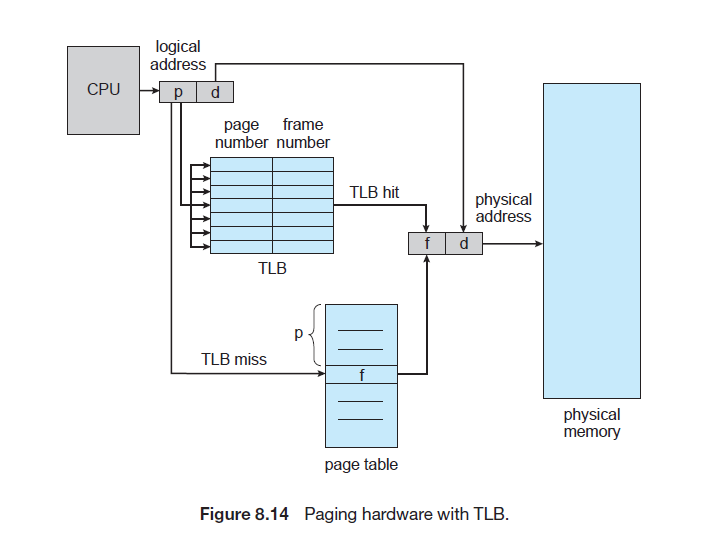 logical
address
CPU
p d
page frame
number number
TLB hit
physical
address
f d
TLB
p
TLB miss
f
physical
memory
page table
Figure 8.14 Paging hardware with TLB.